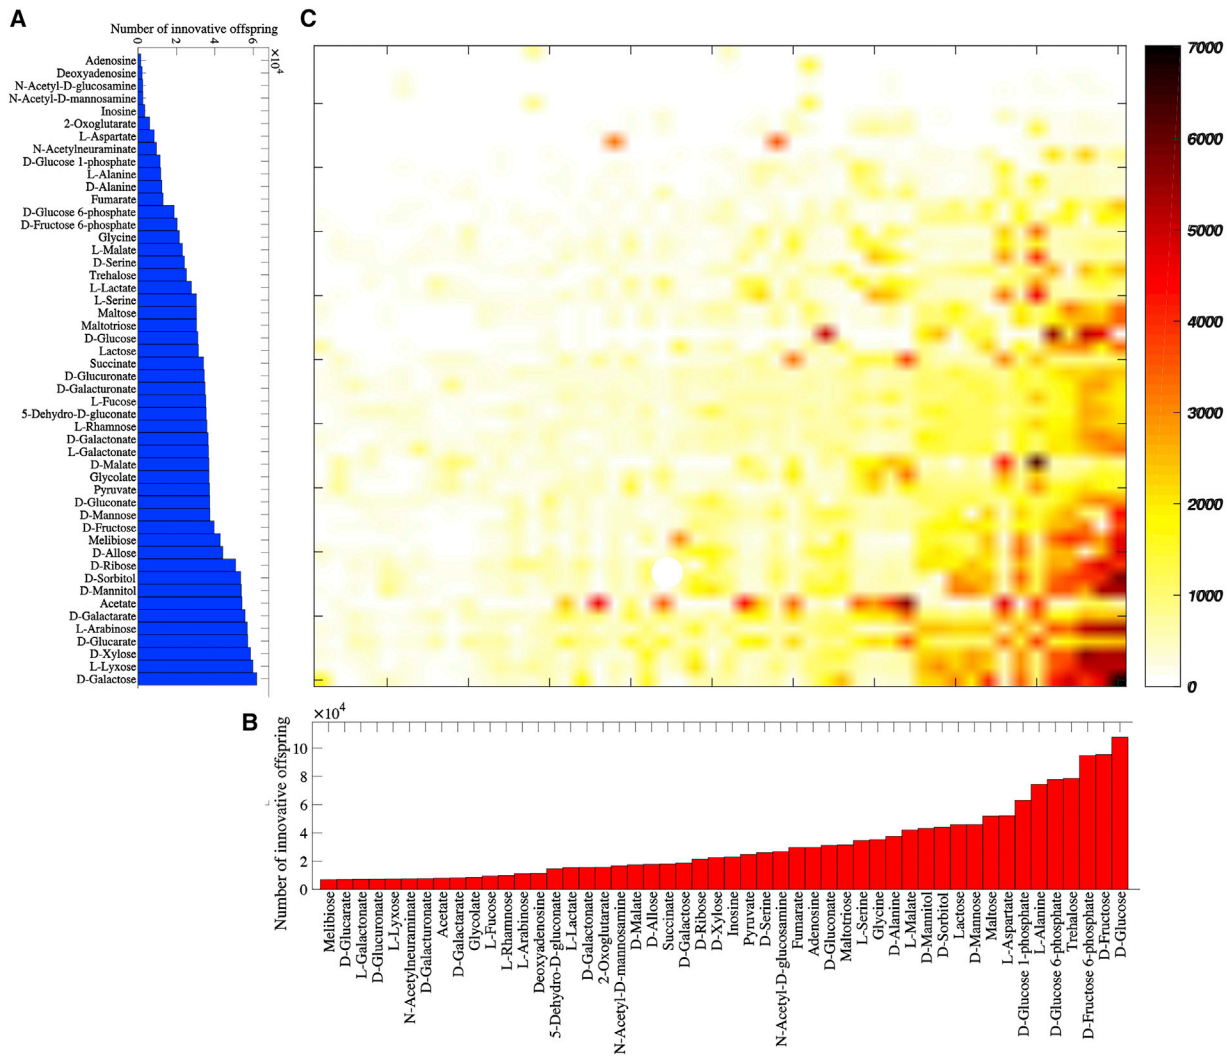 A
Number of innovative offspring
0
2
4
6
×10⁴
Adenosine
Deoxyadenosine
N-Acetyl-D-glucosamine
N-Acetyl-D-mannosamine
Inosine
2-Oxoglutarate
L-Aspartate
N-Acetylneuraminate
D-Glucose 1-phosphate
L-Alanine
D-Alanine
Fumarate
D-Glucose 6-phosphate
D-Fructose 6-phosphate
Glycine
L-Malate
D-Serine
Trehalose
L-Lactate
L-Serine
Maltose
Maltotriose
D-Glucose
Lactose
Succinate
D-Glucuronate
D-Galacturonate
L-Fucose
5-Dehydro-D-gluconate
L-Rhamnose
D-Galactonate
L-Galactonate
D-Malate
Glycolate
Pyruvate
D-Gluconate
D-Mannose
D-Fructose
Melibiose
D-Allose
D-Ribose
D-Sorbitol
D-Mannitol
Acetate
D-Galactarate
L-Arabinose
D-Glucarate
D-Xylose
L-Lyxose
D-Galactose
C
7000
6000
5000
4000
3000
2000
1000
0
B
×10⁴
Number of innovative offspring
10
8
6
4
2
0
Melibiose
D-Glucarate
L-Galactonate
D-Glucuronate
L-Lyxose
N-Acetylneuraminate
D-Galacturonate
Acetate
D-Galactarate
Glycolate
L-Fucose
L-Rhamnose
L-Arabinose
Deoxyadenosine
5-Dehydro-D-gluconate
L-Lactate
D-Galactonate
2-Oxoglutarate
N-Acetyl-D-mannosamine
D-Malate
D-Allose
Succinate
D-Galactose
D-Ribose
D-Xylose
Inosine
Pyruvate
D-Serine
N-Acetyl-D-glucosamine
Fumarate
Adenosine
D-Gluconate
Maltotriose
L-Serine
Glycine
D-Alanine
L-Malate
D-Mannitol
D-Sorbitol
Lactose
D-Mannose
Maltose
L-Aspartate
D-Glucose 1-phosphate
L-Alanine
D-Glucose 6-phosphate
Trehalose
D-Fructose 6-phosphate
D-Fructose
D-Glucose